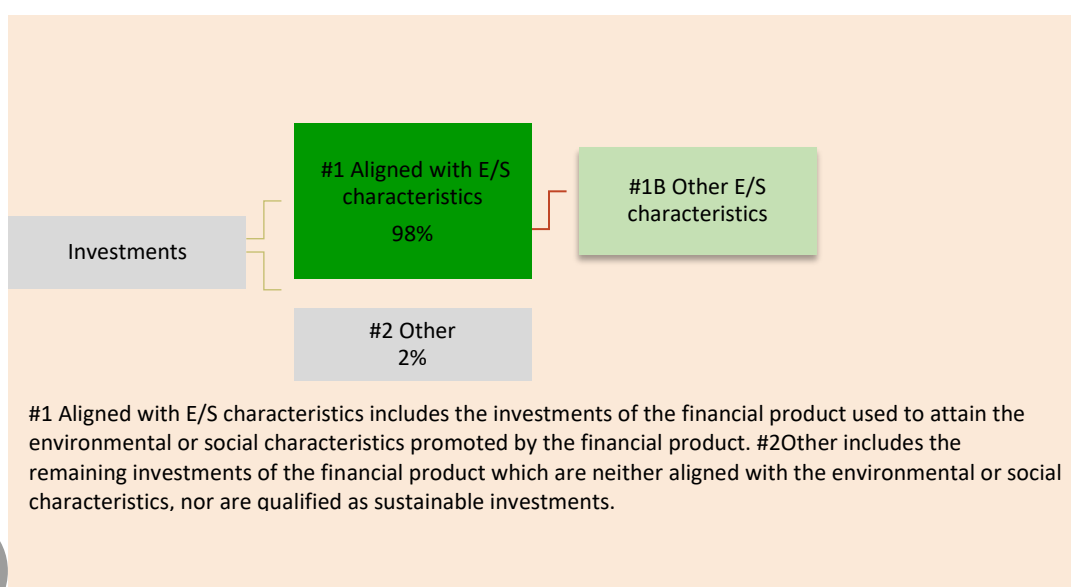 #1 Aligned with E/S
characteristics
98%
#1B Other E/S
characteristics
Investments
#2 Other
2%
#1 Aligned with E/S characteristics includes the investments of the financial product used to attain the
environmental or social characteristics promoted by the financial product. #2Other includes the
remaining investments of the financial product which are neither aligned with the environmental or social
characteristics, nor are qualified as sustainable investments.